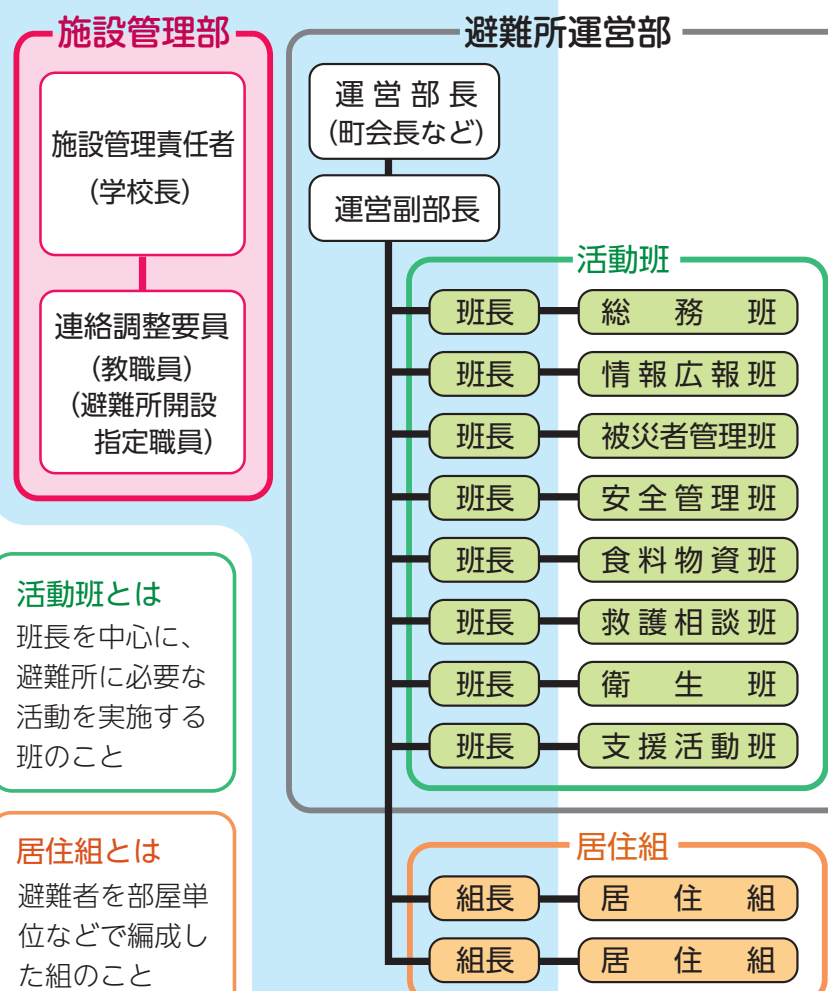 施設管理部
施設管理責任者
(学校長)
連絡調整要員
(教職員)
(避難所開設
指定職員)
活動班とは
班長を中心に、
避難所に必要な
活動を実施する
班のこと
居住組とは
避難者を部屋単
位などで編成し
た組のこと
避難所運営部
運営部長
(町会長など)
運営副部長
活動班
班長 総務班
班長 情報広報班
班長 被災者管理班
班長 安全管理班
班長 食料物資班
班長 救護相談班
班長 衛生班
班長 支援活動班
居住組
組長 居住組
組長 居住組